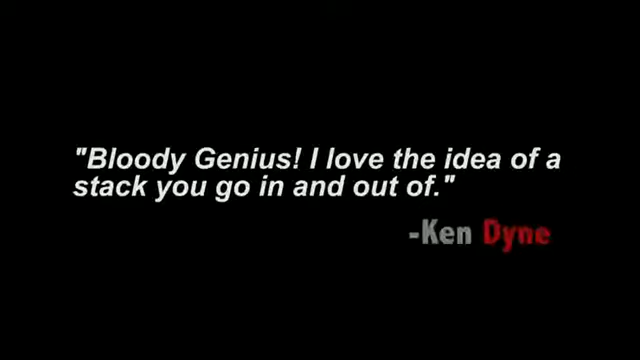 "Bloody Genius! I love the idea of a
stack you go in and out of."
-Ken Dyne